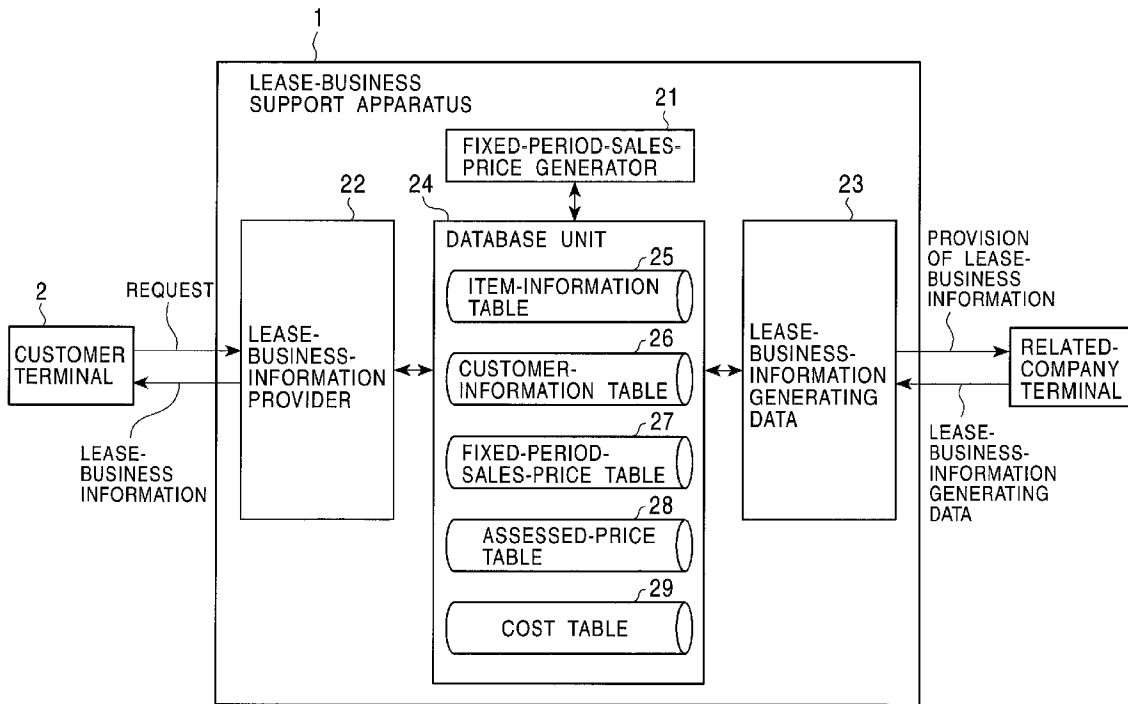 1
LEASE-BUSINESS
SUPPORT APPARATUS
21
FIXED-PERIOD-SALES-
PRICE GENERATOR
22
24
23
DATABASE UNIT
25
ITEM-INFORMATION
TABLE
26
CUSTOMER-
INFORMATION TABLE
27
FIXED-PERIOD-
SALES-PRICE TABLE
28
ASSESSED-PRICE
TABLE
29
COST TABLE
2
CUSTOMER
TERMINAL
REQUEST
LEASE-
BUSINESS
INFORMATION
LEASE-
BUSINESS-
INFORMATION
PROVIDER
LEASE-
BUSINESS-
INFORMATION
GENERATING
DATA
PROVISION
OF LEASE-
BUSINESS
INFORMATION
RELATED-
COMPANY
TERMINAL
LEASE-
BUSINESS-
INFORMATION
GENERATING
DATA